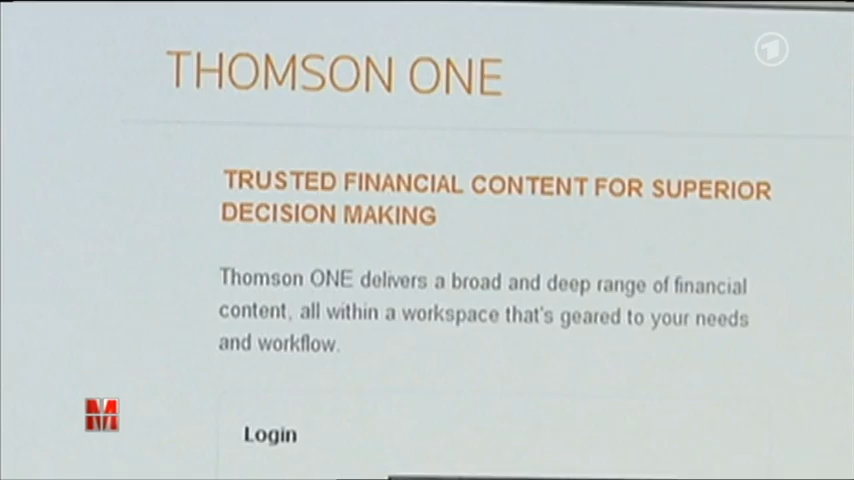 THOMSON ONE
TRUSTED FINANCIAL CONTENT FOR SUPERIOR
DECISION MAKING
Thomson ONE delivers a broad and deep range of financial
content, all within a workspace that's geared to your needs
and workflow.
M
Login
1